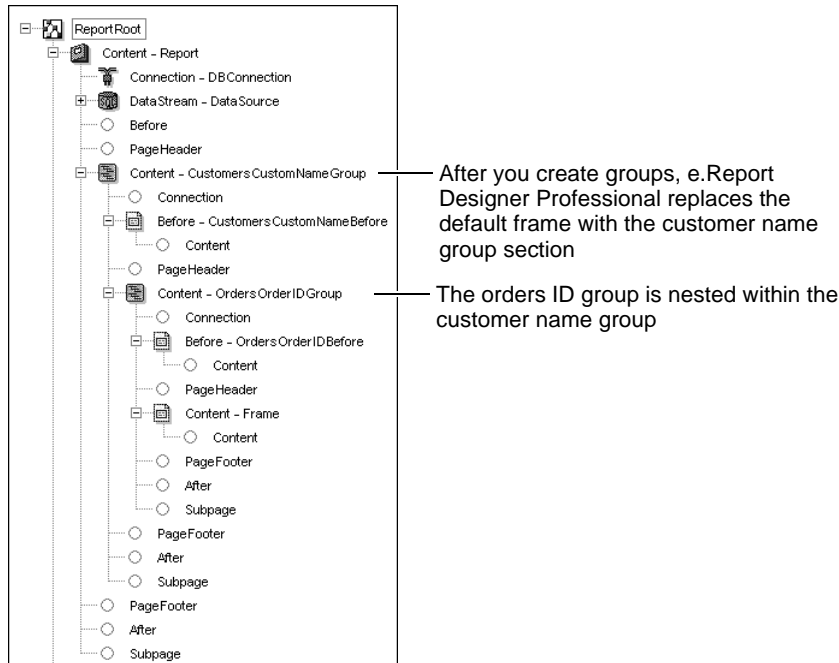 ReportRoot
Content - Report
Connection - DBConnection
DataStream - DataSource
Before
PageHeader
Content - CustomersCustomNameGroup
Connection
Before - CustomersCustomNameBefore
Content
PageHeader
Content - OrdersOrderIDGroup
Connection
Before - OrdersOrderIDBefore
Content
PageHeader
Content - Frame
Content
PageFooter
After
Subpage
PageFooter
After
Subpage
PageFooter
After
Subpage
After you create groups, e.Report
Designer Professional replaces the
default frame with the customer name
group section
The orders ID group is nested within the
customer name group